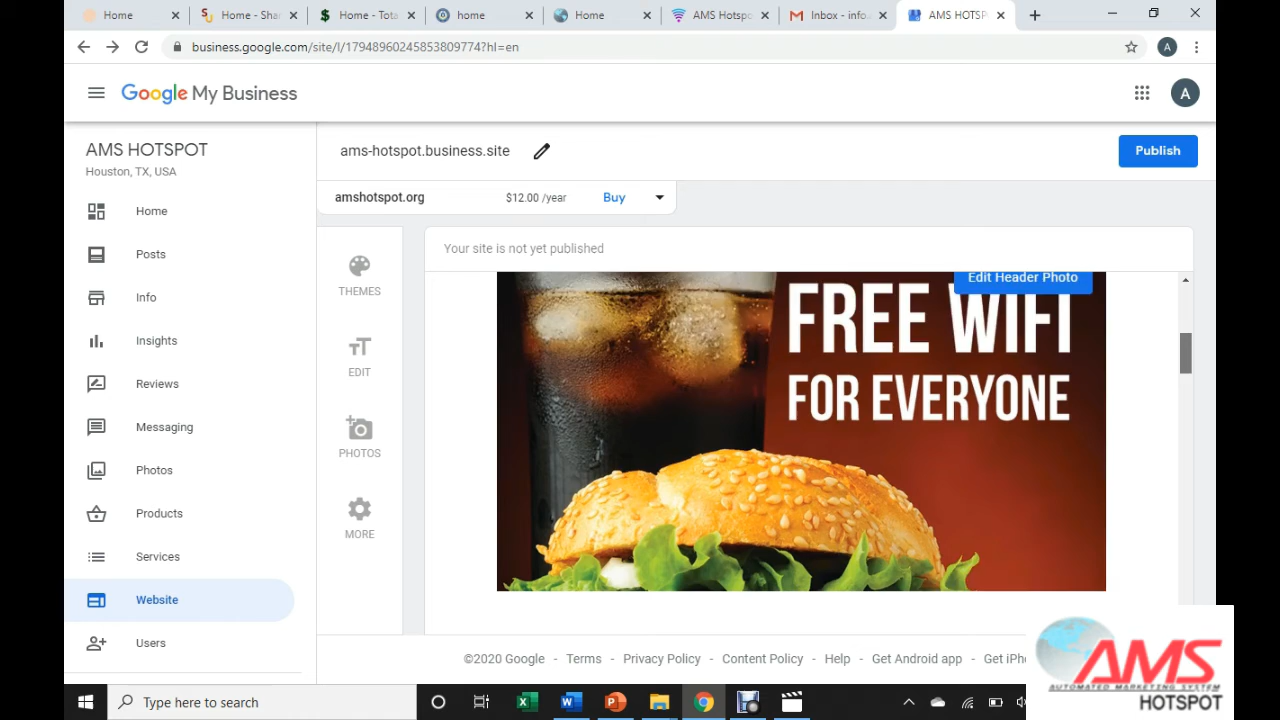 Home
Home - Shar
Home - Tota
home
Home
AMS Hotspo
Inbox - info.
AMS HOTSP
business.google.com/site/l/17948960245853809774?hl=en
A
Google My Business
A
AMS HOTSPOT
Houston, TX, USA
ams-hotspot.business.site
Publish
amshotspot.org $12.00 /year Buy
Home
Posts
Info
Insights
Reviews
Messaging
Photos
Products
Services
Website
Users
THEMES
EDIT
PHOTOS
MORE
Your site is not yet published
Edit Header Photo
FREE WIFI
FOR EVERYONE
©2020 Google - Terms - Privacy Policy - Content Policy - Help - Get Android app - Get iPho
AMS
AUTOMATED MARKETING SYSTEM
HOTSPOT
Type here to search